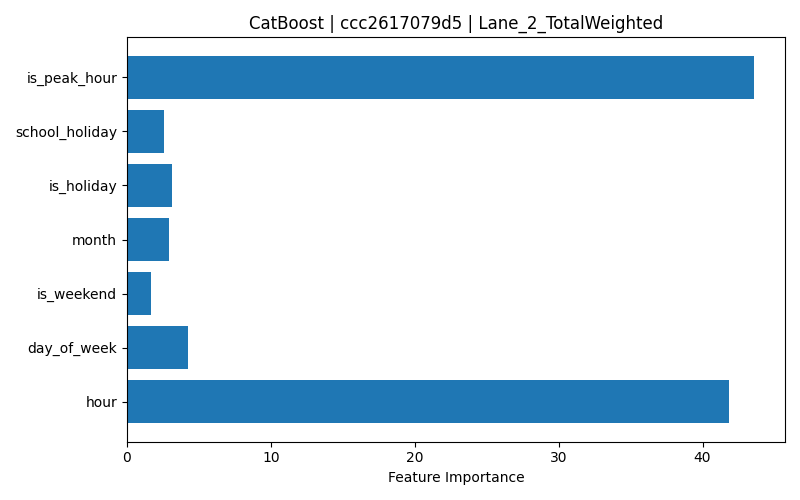 CatBoost | ccc2617079d5 | Lane_2_TotalWeighted
is_peak_hour
school_holiday
is_holiday
month
is_weekend
day_of_week
hour
0 10 20 30 40
Feature Importance